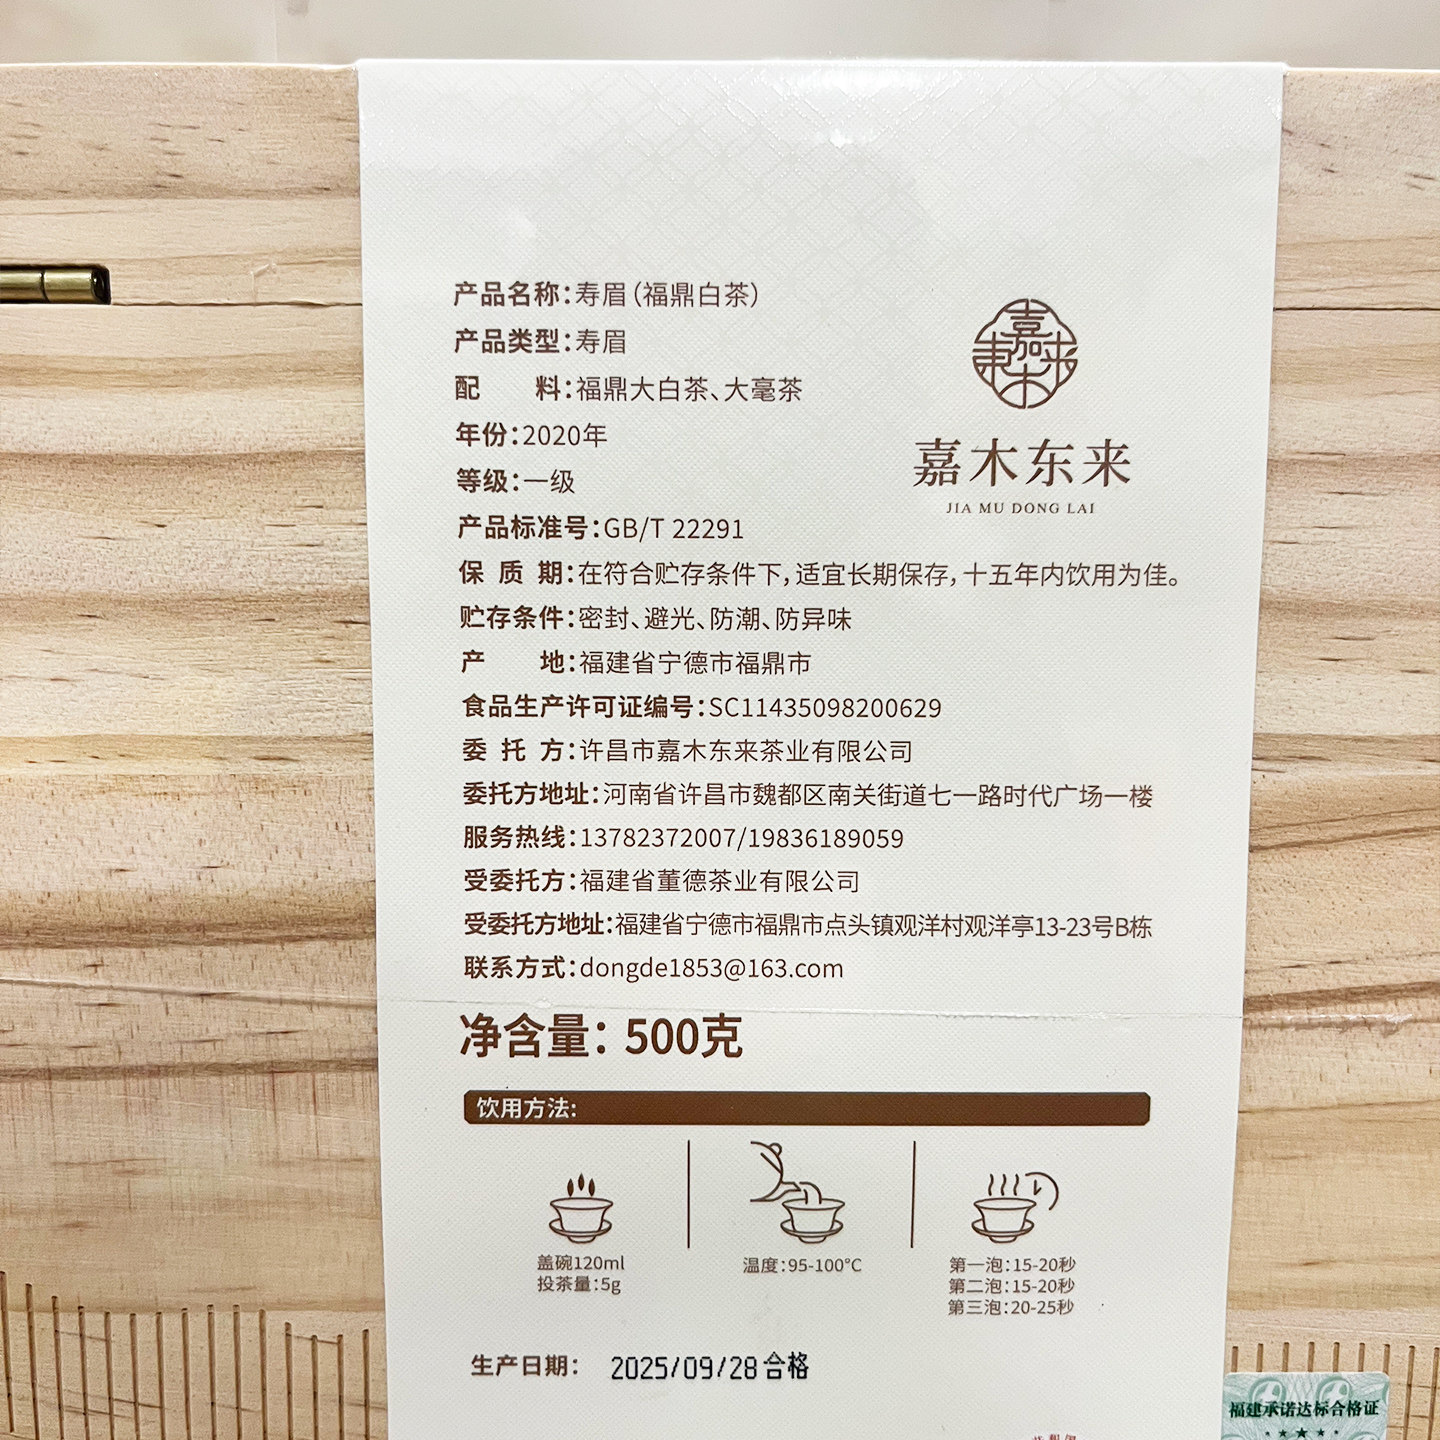 产品名称：寿眉（福鼎白茶）
产品类型：寿眉
配料：福鼎大白茶、大毫茶
年份：2020年
等级：一级
产品标准号：GB/T 22291
保质期：在符合贮存条件下，适宜长期保存，十五年内饮用为佳。
贮存条件：密封、避光、防潮、防异味
产地：福建省宁德市福鼎市
食品生产许可证编号：SC11435098200629
委托方：许昌市嘉木东来茶业有限公司
委托方地址：河南省许昌市魏都区南关街道七一路时代广场一楼
服务热线：13782372007/19836189059
受委托方：福建省董德茶业有限公司
受委托方地址：福建省宁德市福鼎市点头镇观洋村观洋亭13-23号B栋
联系方式：dongde1853@163.com
净含量：500克
嘉木东来
嘉木东来
JIA MU DONG LAI
饮用方法：
盖碗120ml
投茶量：5g
温度：95-100℃
第一泡：15-20秒
第二泡：15-20秒
第三泡：20-25秒
生产日期：2025/09/28合格
福建承诺达标合格证